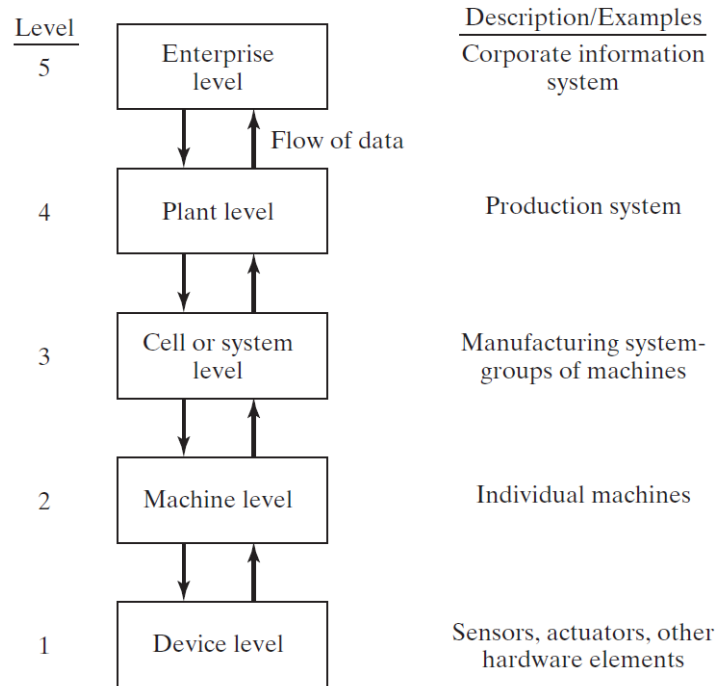 Level
Description/Examples
5
Enterprise
level
Corporate information
system
Flow of data
4
Plant level
Production system
3
Cell or system
level
Manufacturing system-
groups of machines
2
Machine level
Individual machines
1
Device level
Sensors, actuators, other
hardware elements